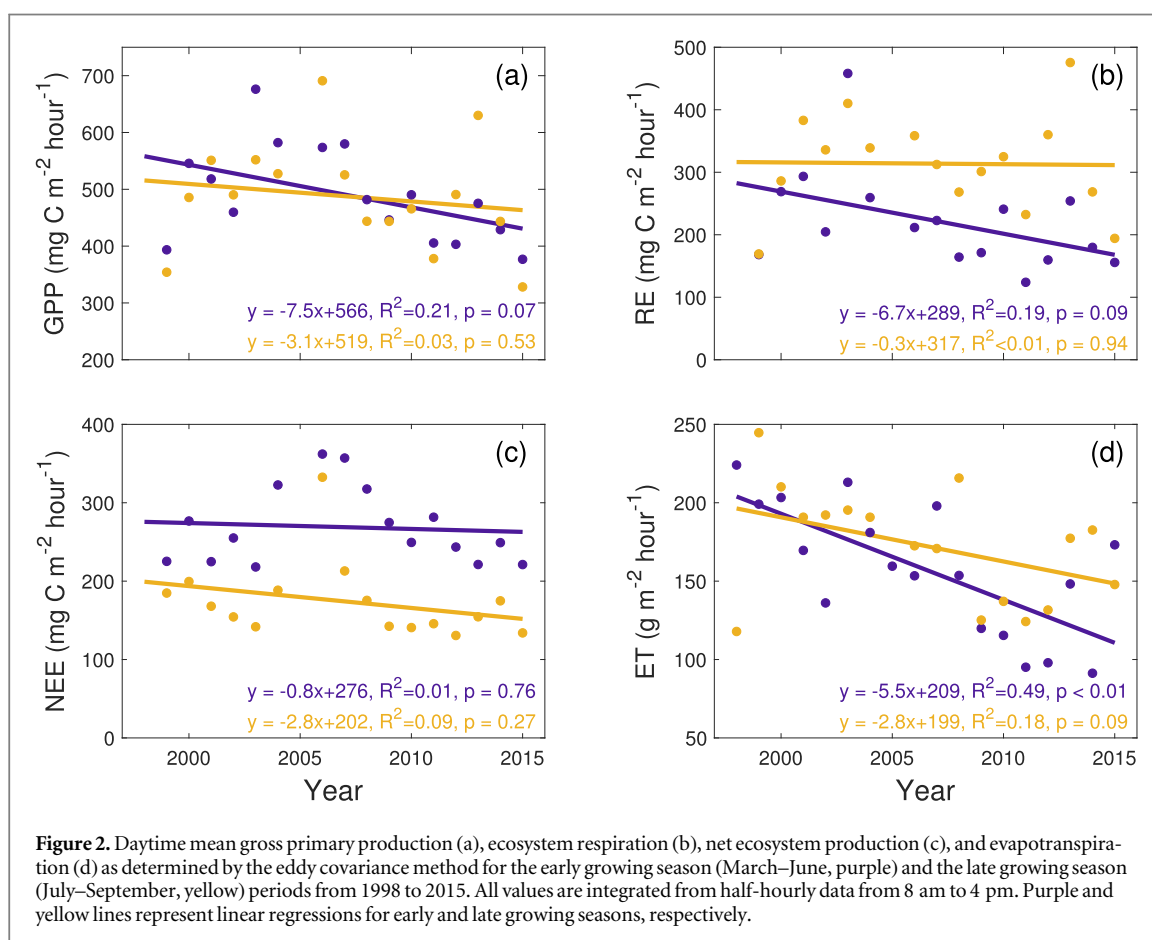 (a)
700
600
500
400
300
200
GPP (mg C m-2 hour-1)
y = -7.5x+566, R2=0.21, p = 0.07
y = -3.1x+519, R2=0.03, p = 0.53
(b)
500
400
300
200
100
0
RE (mg C m-2 hour-1)
y = -6.7x+289, R2=0.19, p = 0.09
y = -0.3x+317, R2<0.01, p = 0.94
(c)
400
300
200
100
0
NEE (mg C m-2 hour-1)
y = -0.8x+276, R2=0.01, p = 0.76
y = -2.8x+202, R2=0.09, p = 0.27
2000 2005 2010 2015
Year
(d)
250
200
150
100
50
ET (g m-2 hour-1)
y = -5.5x+209, R2=0.49, p < 0.01
y = -2.8x+199, R2=0.18, p = 0.09
2000 2005 2010 2015
Year
Figure 2. Daytime mean gross primary production (a), ecosystem respiration (b), net ecosystem production (c), and evapotranspira-
tion (d) as determined by the eddy covariance method for the early growing season (March–June, purple) and the late growing season
(July–September, yellow) periods from 1998 to 2015. All values are integrated from half-hourly data from 8 am to 4 pm. Purple and
yellow lines represent linear regressions for early and late growing seasons, respectively.